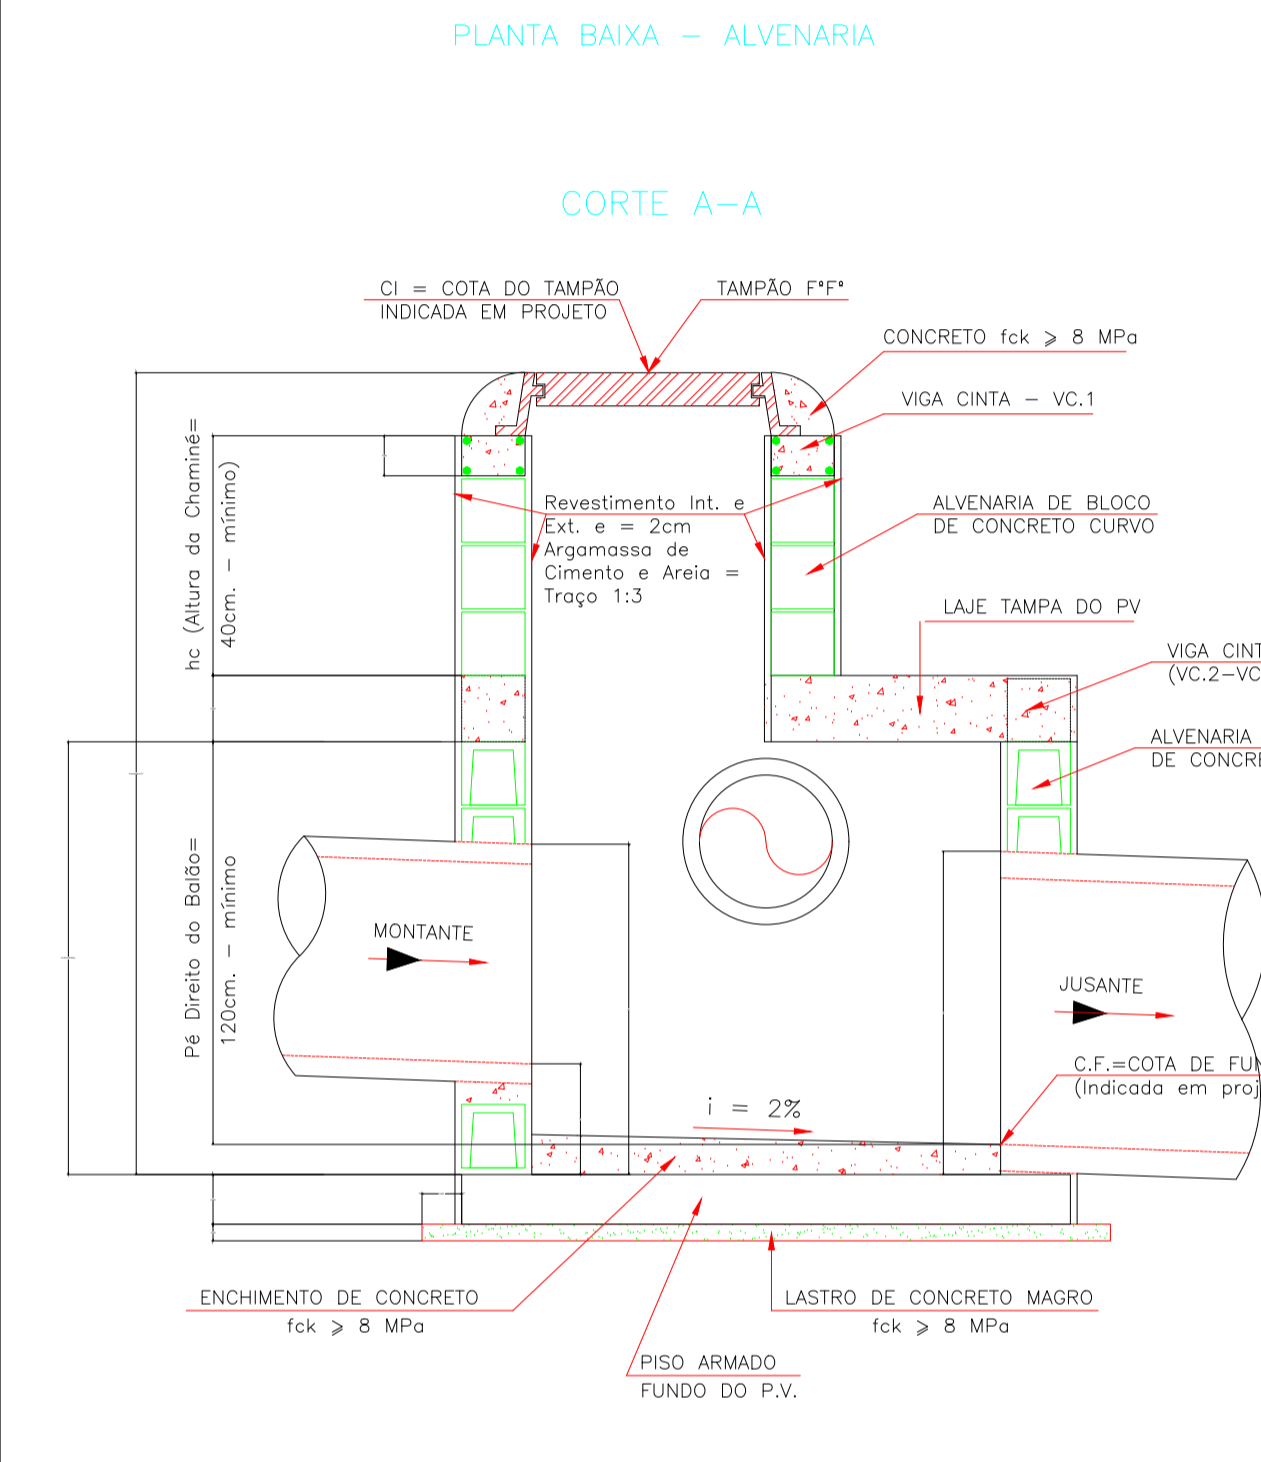 PLANTA BAIXA - ALVENARIA
CORTE A-A
CI = COTA DO TAMPÃO
INDICADA EM PROJETO
TAMPÃO FºFº
CONCRETO fck ⩾ 8 MPa
VIGA CINTA - VC.1
hc (Altura da Chaminé=
40cm. - mínimo)
Revestimento Int. e
Ext. e = 2cm
Argamassa de
Cimento e Areia =
Traço 1:3
ALVENARIA DE BLOCO
DE CONCRETO CURVO
LAJE TAMPA DO PV
VIGA CINT
(VC.2-VC
ALVENARIA
DE CONCRE
Pé Direito do Balão=
120cm. - mínimo
MONTANTE
JUSANTE
C.F.=COTA DE FUN
(Indicada em proj
i = 2%
ENCHIMENTO DE CONCRETO
fck ⩾ 8 MPa
LASTRO DE CONCRETO MAGRO
fck ⩾ 8 MPa
PISO ARMADO
FUNDO DO P.V.